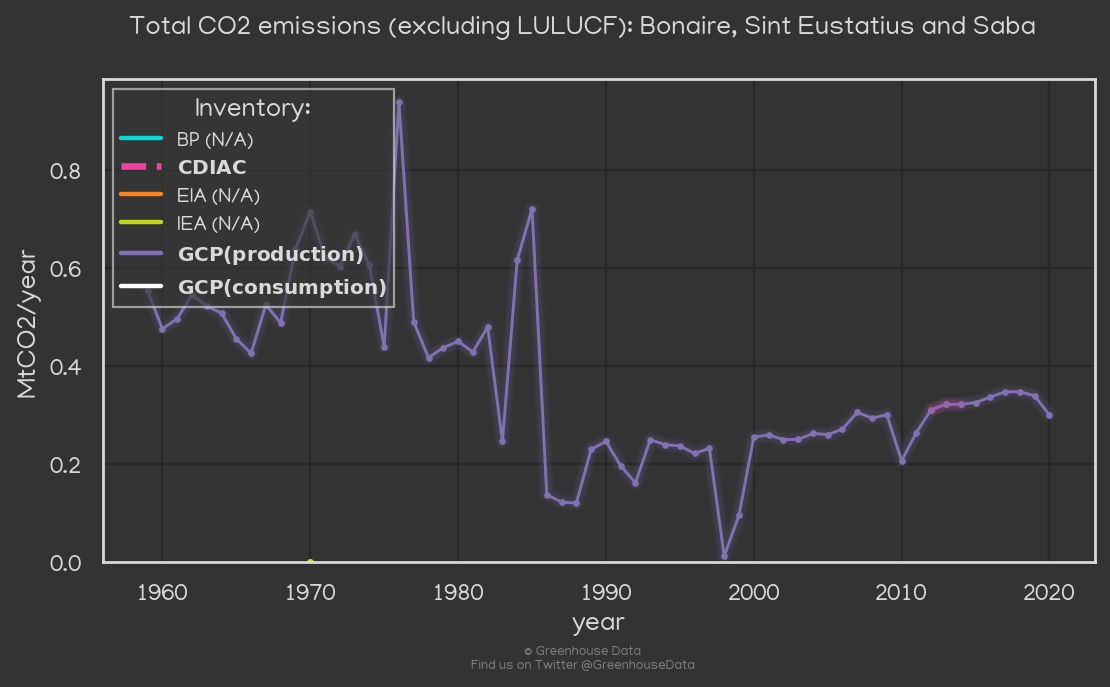 Total CO2 emissions (excluding LULUCF): Bonaire, Sint Eustatius and Saba
Inventory:
BP (N/A)
CDIAC
EIA (N/A)
IEA (N/A)
GCP(production)
GCP(consumption)
MtCO2/year
0.8
0.6
0.4
0.2
0.0
1960 1970 1980 1990 2000 2010 2020
year
© Greenhouse Data
Find us on Twitter @GreenhouseData